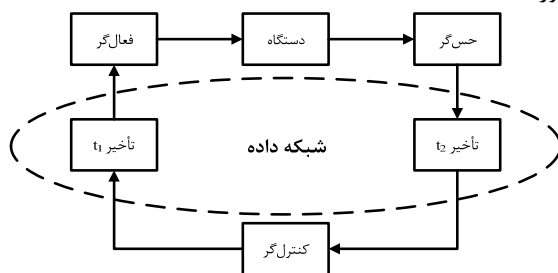 فعال‌گر
دستگاه
حس‌گر
تأخیر t₁
شبکه داده
تأخیر t₂
کنترل‌گر